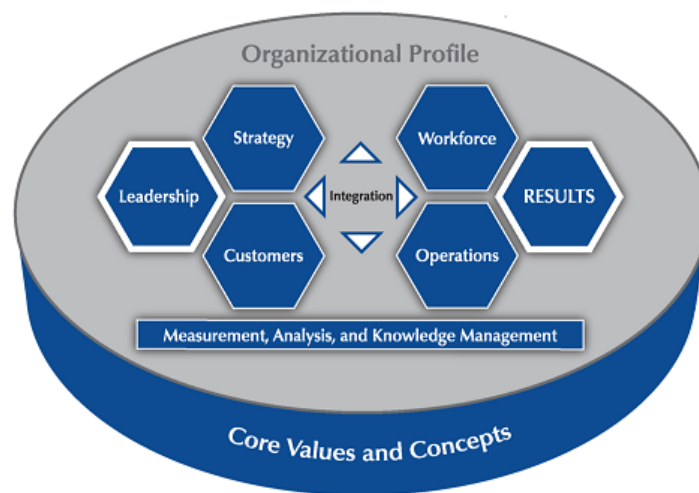 Organizational Profile
Strategy
Workforce
Leadership
Integration
RESULTS
Customers
Operations
Measurement, Analysis, and Knowledge Management
Core Values and Concepts